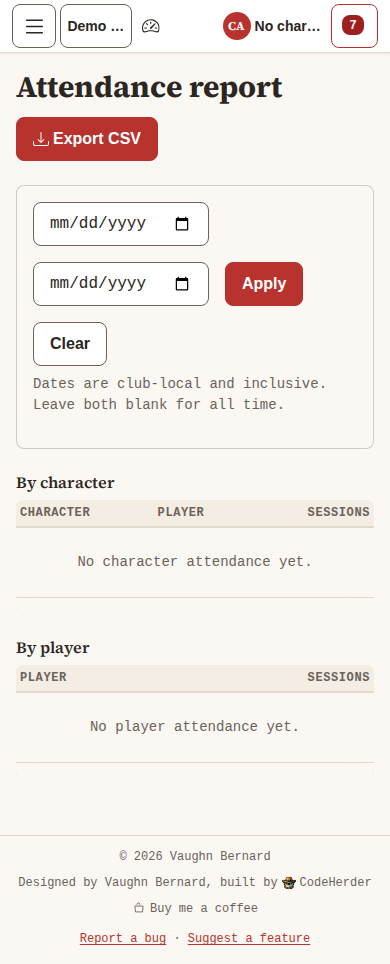 Demo ...
CA No char...
7
Attendance report
Export CSV
mm/dd/yyyy
mm/dd/yyyy Apply
Clear
Dates are club-local and inclusive.
Leave both blank for all time.
By character
CHARACTER PLAYER SESSIONS
No character attendance yet.
By player
PLAYER SESSIONS
No player attendance yet.
© 2026 Vaughn Bernard
Designed by Vaughn Bernard, built by CodeHerder
Buy me a coffee
Report a bug · Suggest a feature